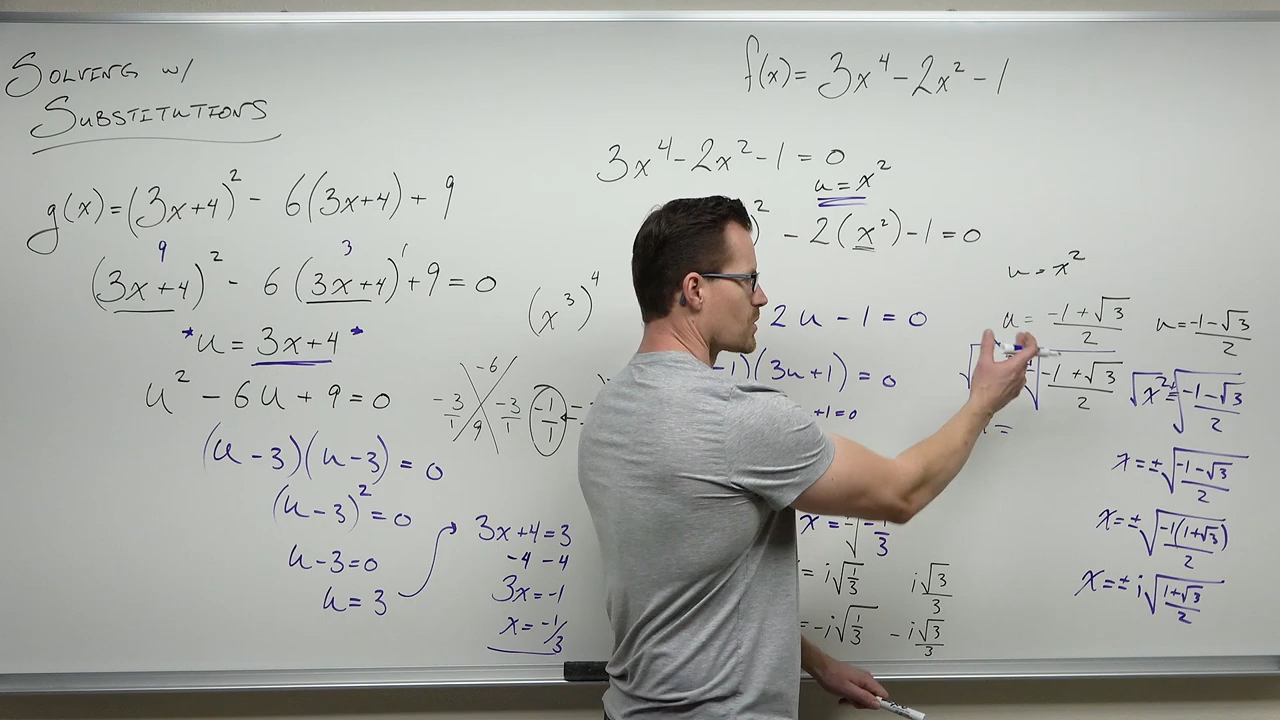 SOLVING w/
SUBSTITUTIONS
g(x)=(3x+4)² - 6(3x+4) + 9
9 3
(3x+4)² - 6(3x+4)¹+9=0
*u = 3x+4*
u² - 6u + 9 = 0
(u-3)(u-3) = 0
(u-3)² = 0
u-3=0
u = 3
3x+4=3
-4 -4
3x=-1
x=-1/3
(x³)⁴
-6
-3/1 -3/1
9
-1/1
f(x)= 3x⁴-2x²-1
3x⁴-2x²-1 = 0
u=x²
)² - 2(x²)-1=0
2u-1=0
-1)(3u+1)=0
+1=0
x=√-1/3
= i√1/3 i√3/3
=-i√1/3 -i√3/3
u=x²
u= -1+√3/2 u=-1-√3/2
-1+√3/2 √x²=±√-1-√3/2
=
x=±√-1-√3/2
x=±√-1(1+√3)/2
x=±i√1+√3/2